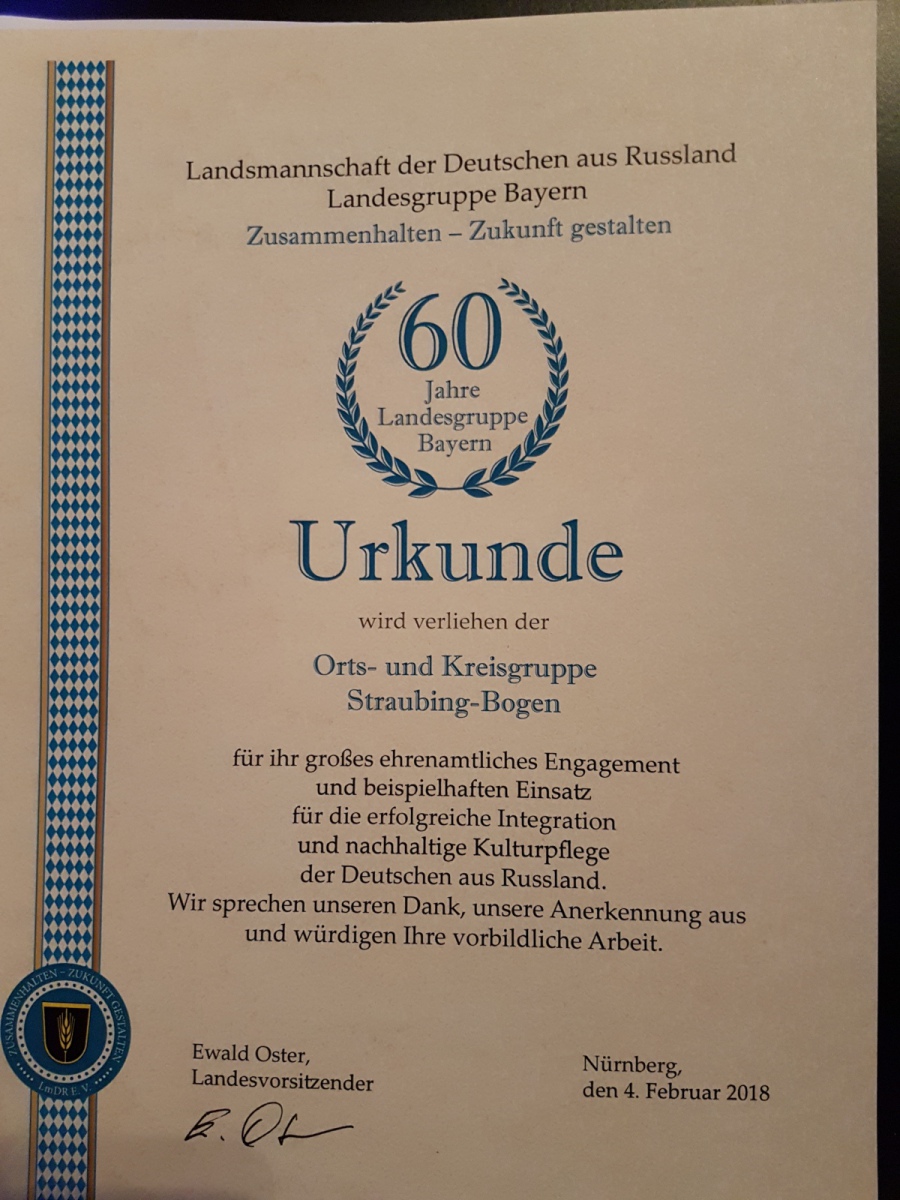 Landsmannschaft der Deutschen aus Russland
Landesgruppe Bayern
Zusammenhalten – Zukunft gestalten
60
Jahre
Landesgruppe
Bayern
Urkunde
wird verliehen der
Orts- und Kreisgruppe
Straubing-Bogen
für ihr großes ehrenamtliches Engagement
und beispielhaften Einsatz
für die erfolgreiche Integration
und nachhaltige Kulturpflege
der Deutschen aus Russland.
Wir sprechen unseren Dank, unsere Anerkennung aus
und würdigen Ihre vorbildliche Arbeit.
ZUSAMMENHALTEN – ZUKUNFT GESTALTEN
LmDR E. V.
Ewald Oster,
Landesvorsitzender
Nürnberg,
den 4. Februar 2018